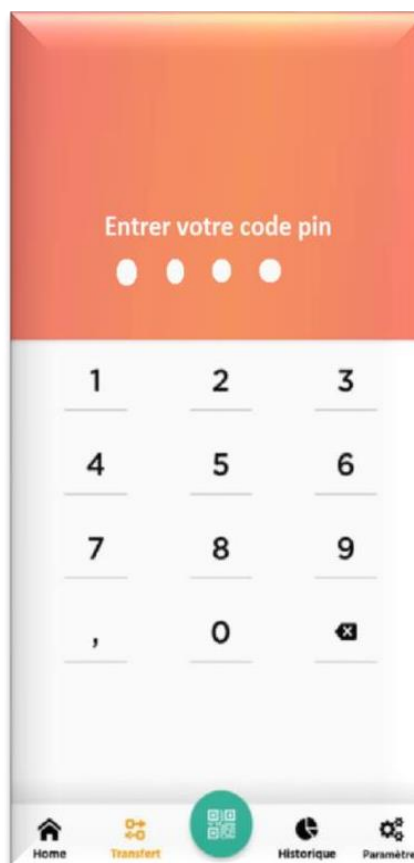 Entrer votre code pin
1 2 3
4 5 6
7 8 9
, 0
Home Transfert Historique Paramètre